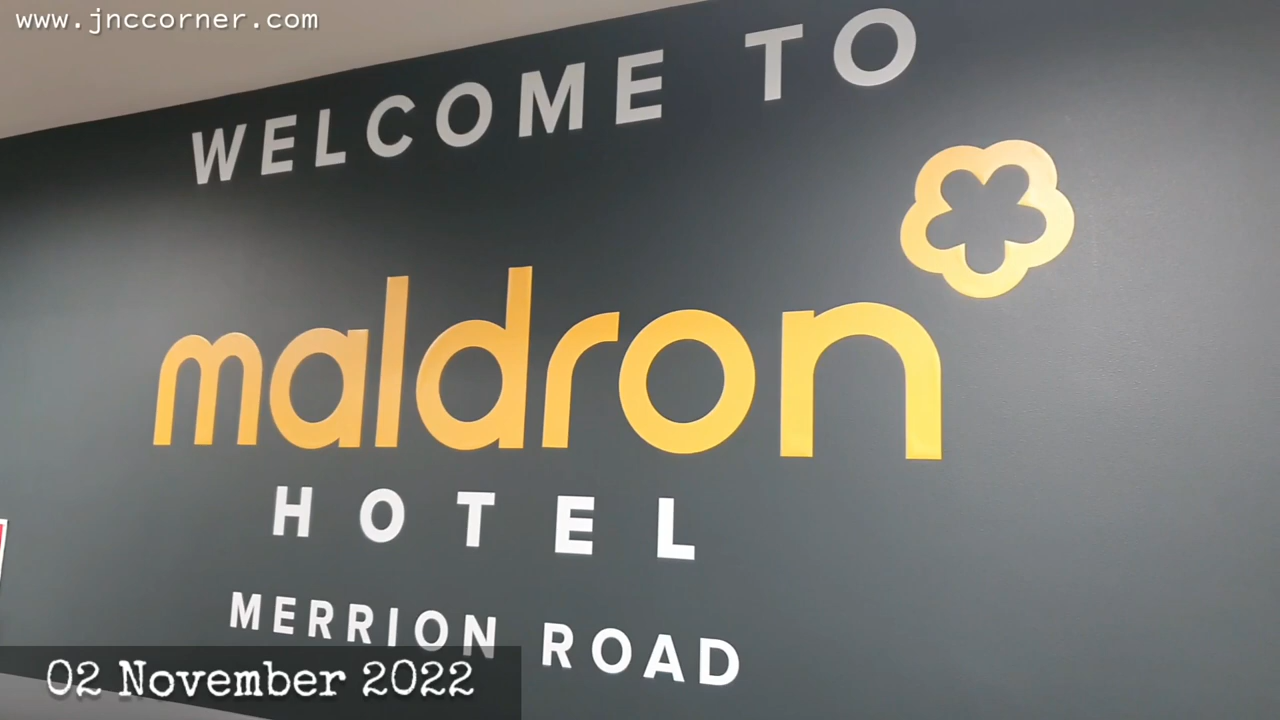 www.jnccorner.com
WELCOME TO
maldron
HOTEL
MERRION ROAD
02 November 2022